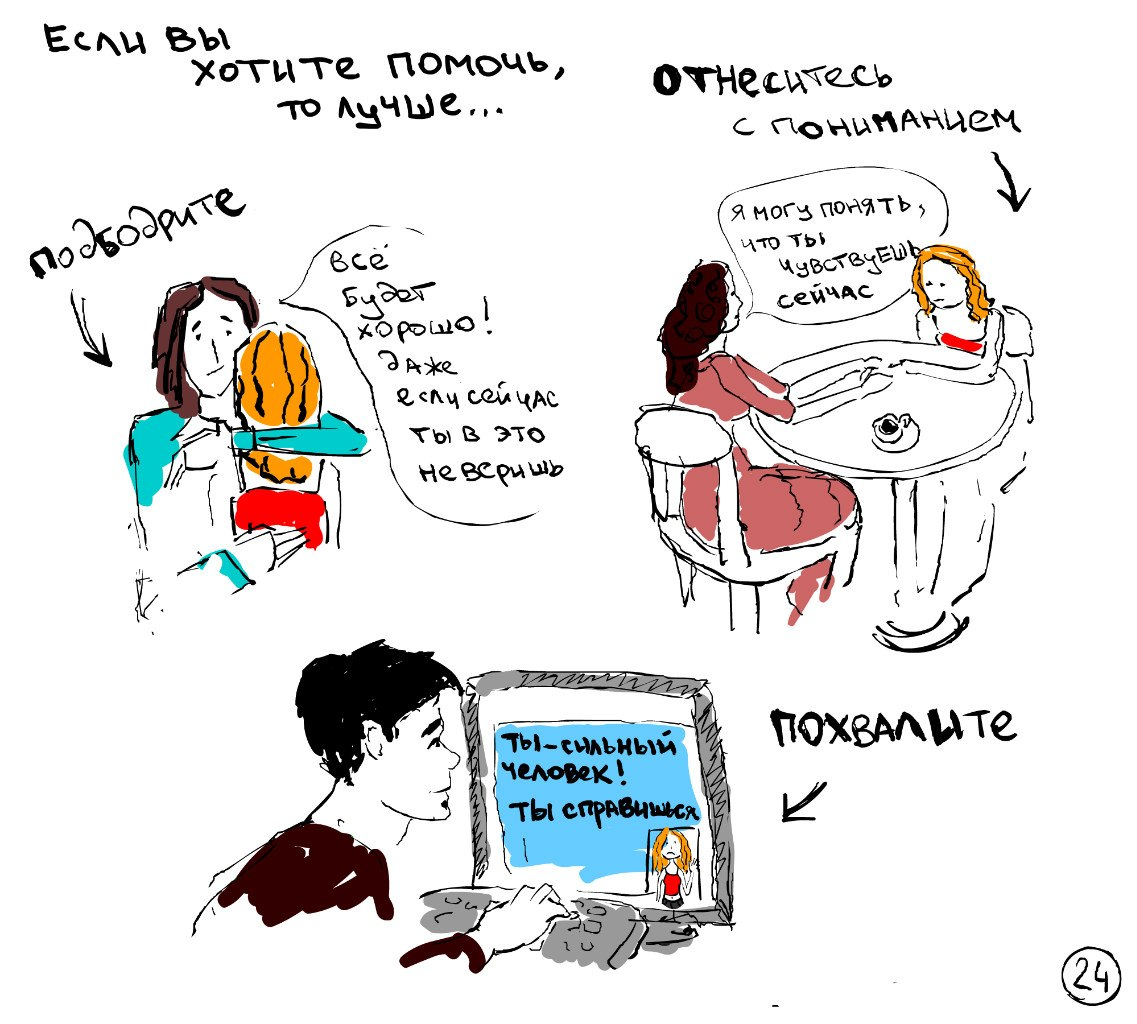 Если вы
хотите помочь,
то лучше...
Подбодрите
Всё
будет
хорошо!
даже
если сейчас
ты в это
не веришь
Отнеситесь
с пониманием
Я могу понять,
что ты
чувствуешь
сейчас
Похвалите
Ты - сильный
человек!
Ты справишься
24